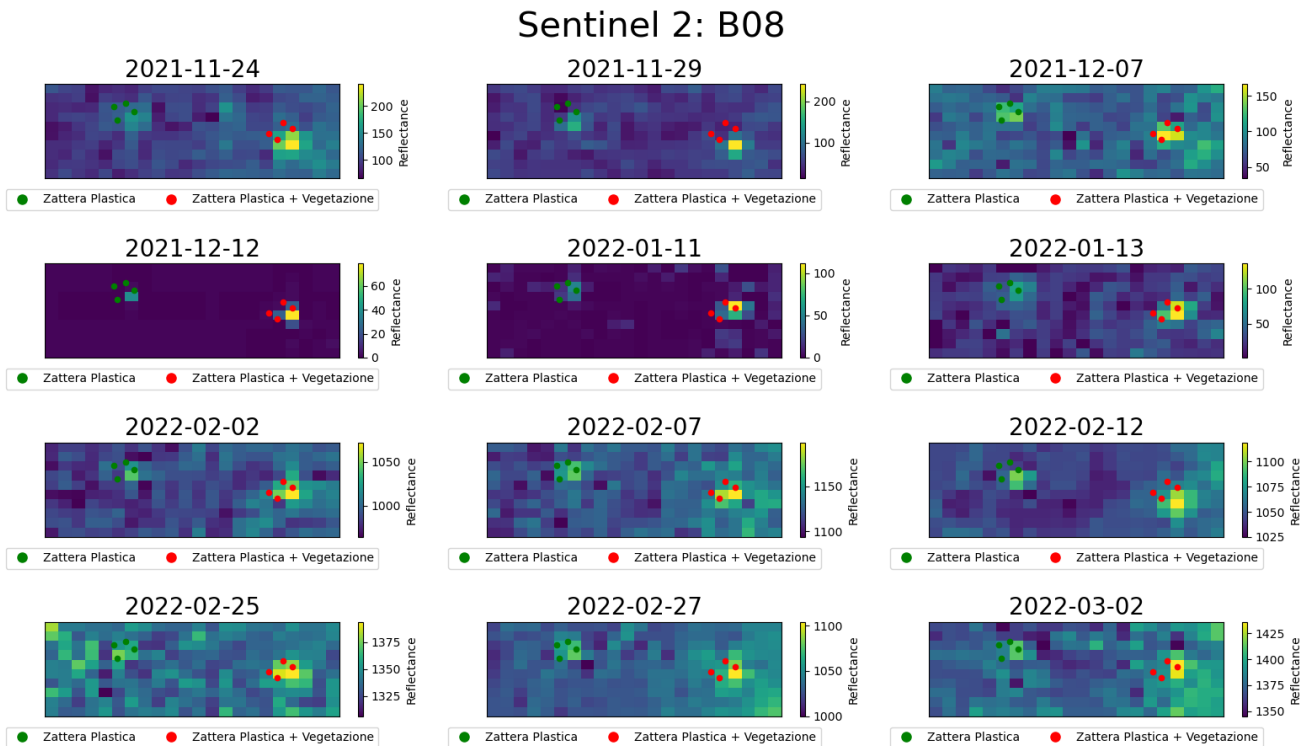 Sentinel 2: B08
2021-11-24
200
150
100
Reflectance
Zattera Plastica
Zattera Plastica + Vegetazione
2021-11-29
200
100
Reflectance
Zattera Plastica
Zattera Plastica + Vegetazione
2021-12-07
150
100
50
Reflectance
Zattera Plastica
Zattera Plastica + Vegetazione
2021-12-12
60
40
20
0
Reflectance
Zattera Plastica
Zattera Plastica + Vegetazione
2022-01-11
100
50
0
Reflectance
Zattera Plastica
Zattera Plastica + Vegetazione
2022-01-13
100
50
Reflectance
Zattera Plastica
Zattera Plastica + Vegetazione
2022-02-02
1050
1000
Reflectance
Zattera Plastica
Zattera Plastica + Vegetazione
2022-02-07
1150
1100
Reflectance
Zattera Plastica
Zattera Plastica + Vegetazione
2022-02-12
1100
1075
1050
1025
Reflectance
Zattera Plastica
Zattera Plastica + Vegetazione
2022-02-25
1375
1350
1325
Reflectance
Zattera Plastica
Zattera Plastica + Vegetazione
2022-02-27
1100
1050
1000
Reflectance
Zattera Plastica
Zattera Plastica + Vegetazione
2022-03-02
1425
1400
1375
1350
Reflectance
Zattera Plastica
Zattera Plastica + Vegetazione